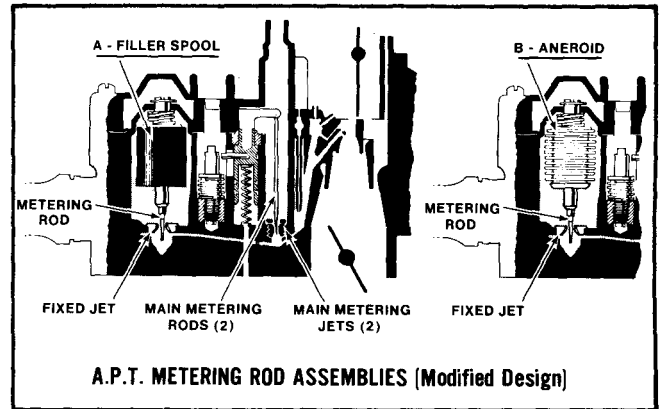 A - FILLER SPOOL
B - ANEROID
METERING
ROD
METERING
ROD
FIXED JET
MAIN METERING
RODS (2)
MAIN METERING
JETS (2)
FIXED JET
A.P.T. METERING ROD ASSEMBLIES (Modified Design)